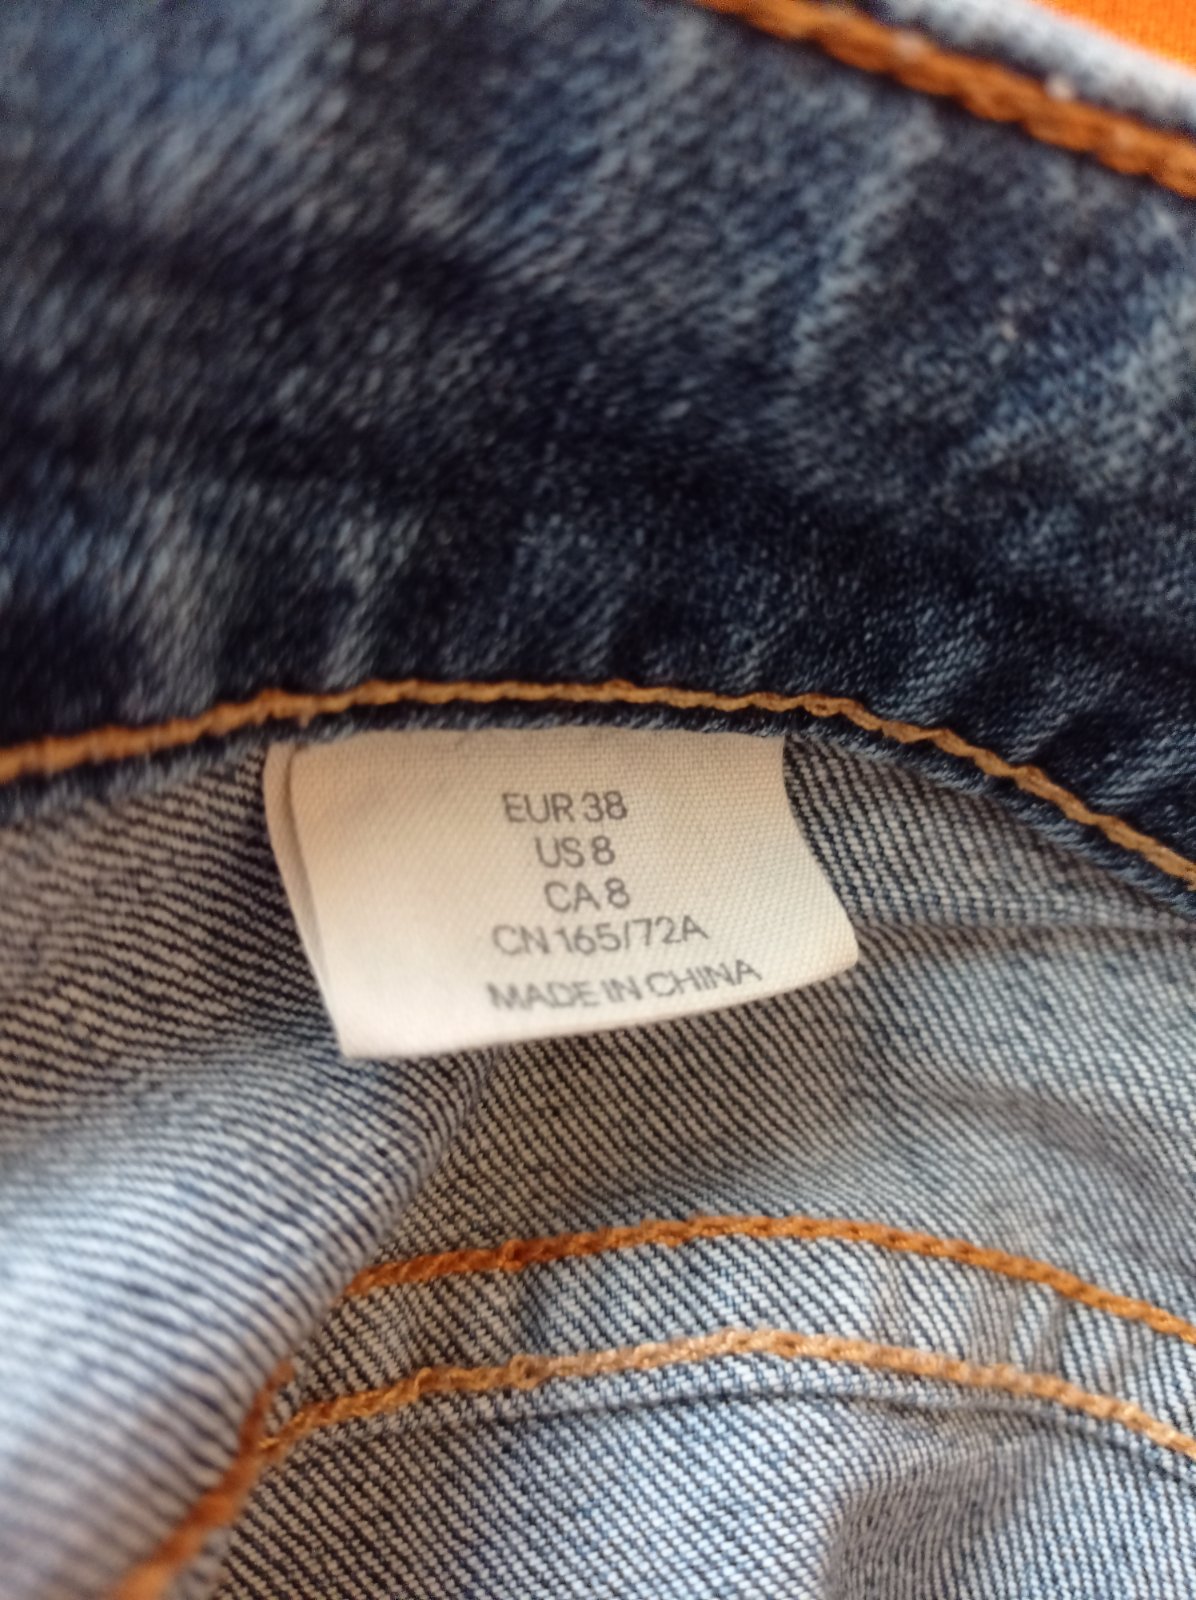 EUR 38
US 8
CA 8
CN 165/72A
MADE IN CHINA